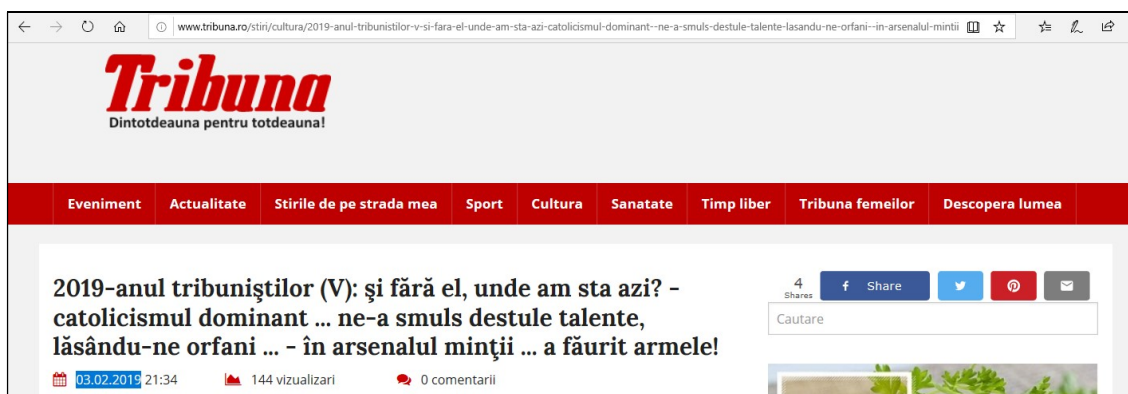 www.tribuna.ro/stiri/cultura/2019-anul-tribunistilor-v-si-fara-el-unde-am-sta-azi-catolicismul-dominant--ne-a-smuls-destule-talente-lasandu-ne-orfani--in-arsenalul-mintii
Tribuna
Dintotdeauna pentru totdeauna!
Eveniment Actualitate Stirile de pe strada mea Sport Cultura Sanatate Timp liber Tribuna femeilor Descopera lumea
2019-anul tribuniştilor (V): şi fără el, unde am sta azi? -
catolicismul dominant ... ne-a smuls destule talente,
lăsându-ne orfani ... - în arsenalul minţii ... a făurit armele!
03.02.2019 21:34 144 vizualizari 0 comentarii
4
Shares
f Share
Cautare